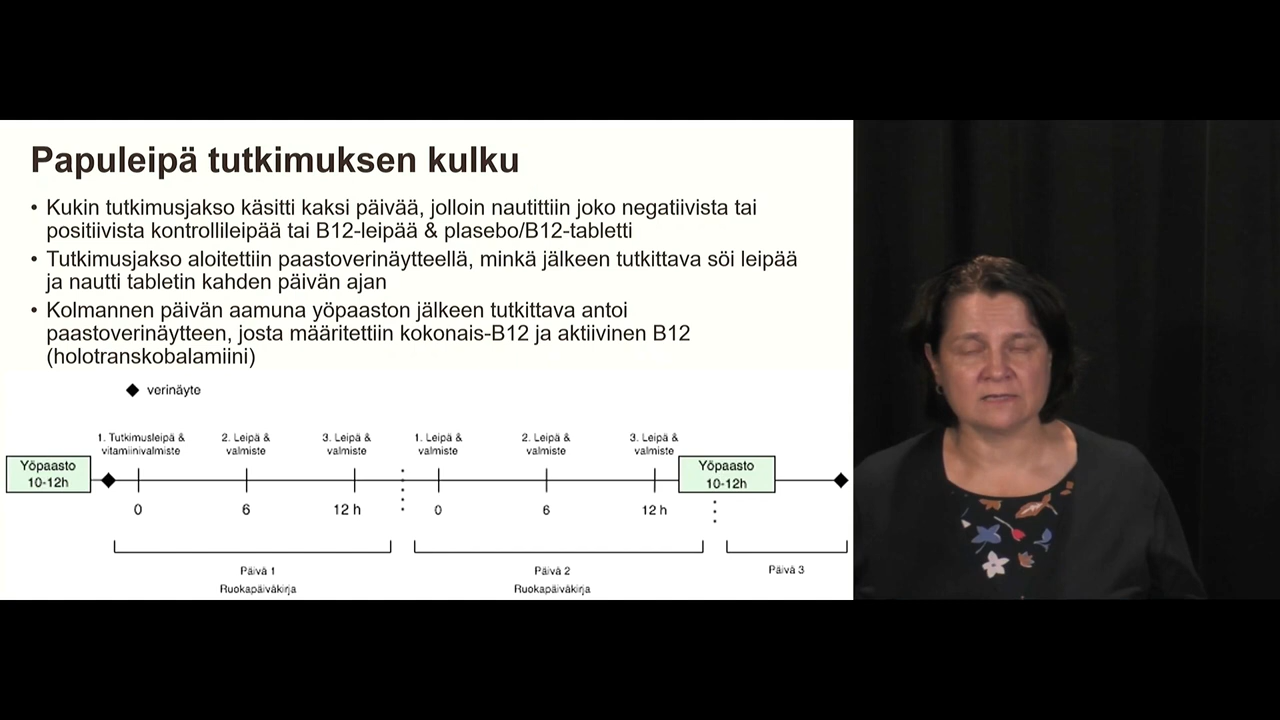 Papuleipä tutkimuksen kulku
• Kukin tutkimusjakso käsitti kaksi päivää, jolloin nautittiin joko negatiivista tai
positiivista kontrollileipää tai B12-leipää & plasebo/B12-tabletti
• Tutkimusjakso aloitettiin paastoverinäytteellä, minkä jälkeen tutkittava söi leipää
ja nautti tabletin kahden päivän ajan
• Kolmannen päivän aamuna yöpaaston jälkeen tutkittava antoi
paastoverinäytteen, josta määritettiin kokonais-B12 ja aktiivinen B12
(holotranskobalamiini)
verinäyte
1. Tutkimusleipä &
vitamiinivalmiste
2. Leipä &
valmiste
3. Leipä &
valmiste
1. Leipä &
valmiste
2. Leipä &
valmiste
3. Leipä &
valmiste
Yöpaasto
10-12h
Yöpaasto
10-12h
0
6
12 h
0
6
12 h
Päivä 1
Ruokapäiväkirja
Päivä 2
Ruokapäiväkirja
Päivä 3